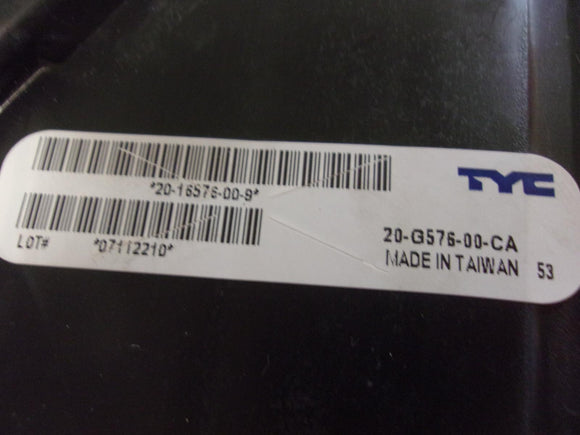 *20-16576-00-9*
TYC
LOT# *07112210*
20-G576-00-CA
MADE IN TAIWAN 53